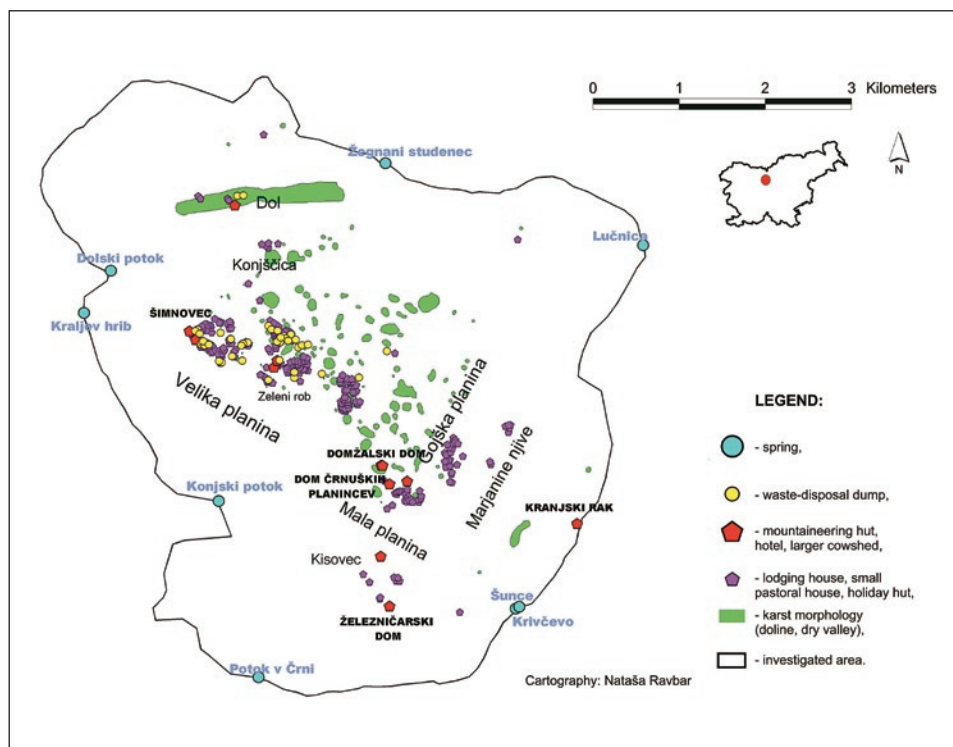 0 1 2 3 Kilometers
N
Žegnani studenec
Dol
Lučnica
Dolski potok
Konjščica
Kraljev hrib
ŠIMNOVEC
Velika planina
Zeleni rob
Gojška planina
Marjanine njive
DOMŽALSKI DOM
DOM ČRNUŠKIH
PLANINCEV
Mala planina
Konjski potok
KRANJSKI RAK
Kisovec
Šunce
Krivčevo
ŽELEZNIČARSKI
DOM
Potok v Črni
LEGEND:
- spring,
- waste-disposal dump,
- mountaineering hut,
hotel, larger cowshed,
- lodging house, small
pastoral house, holiday hut,
- karst morphology
(doline, dry valley),
- investigated area.
Cartography: Nataša Ravbar